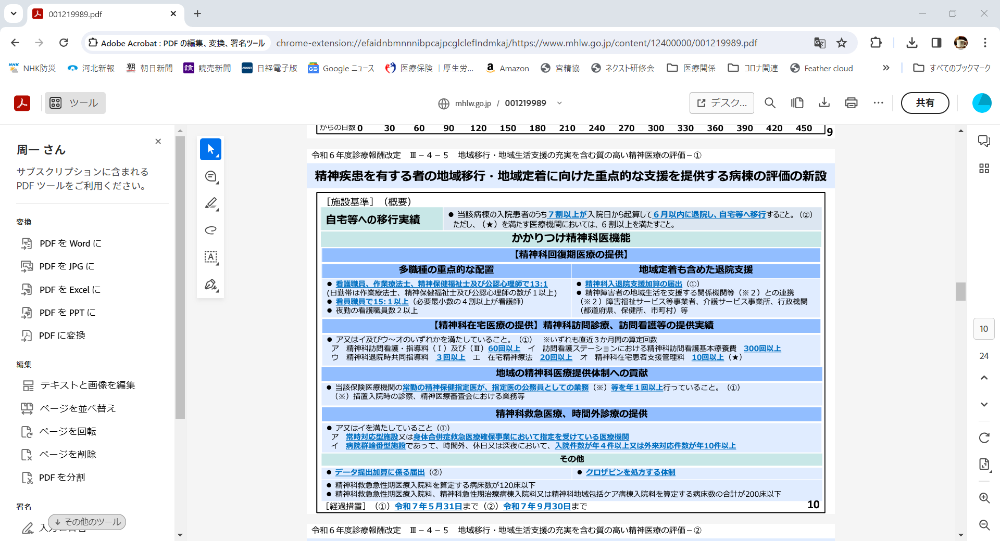 001219989.pdf
Adobe Acrobat : PDF の編集、変換、署名ツール
chrome-extension://efaidnbmnnnibpcajpcglclefindmkaj/https://www.mhlw.go.jp/content/12400000/001219989.pdf
NHK防災
河北新報
朝日新聞
読売新聞
日経電子版
Google ニュース
医療保険 ｜厚生労...
Amazon
宮精協
ネクスト研修会
医療関係
コロナ関連
Feather cloud
すべてのブックマーク
ツール
mhlw.go.jp / 001219989
デスク...
共有
周一 さん
サブスクリプションに含まれる
PDF ツールをご利用ください。
変換
PDF を Word に
PDF を JPG に
PDF を Excel に
PDF を PPT に
PDF に変換
編集
テキストと画像を編集
ページを並べ替え
ページを回転
ページを削除
PDF を分割
署名
その他のツール
からの日数 0 30 60 90 120 150 180 210 240 270 300 330 360 390 420 450
9
令和６年度診療報酬改定 Ⅲ－４－５ 地域移行・地域生活支援の充実を含む質の高い精神医療の評価－①
精神疾患を有する者の地域移行・地域定着に向けた重点的な支援を提供する病棟の評価の新設
［施設基準］（概要）
自宅等への移行実績
● 当該病棟の入院患者のうち７割以上が入院日から起算して６月以内に退院し、自宅等へ移行すること。（②）
ただし、（★）を満たす医療機関においては、６割以上を満たすこと。
かかりつけ精神科医機能
【精神科回復期医療の提供】
多職種の重点的な配置
● 看護職員、作業療法士、精神保健福祉士及び公認心理師で13:1
(日勤帯は作業療法士、精神保健福祉士及び公認心理師の数が１以上)
● 看員職員で15:１以上（必要最小数の４割以上が看護師）
● 夜勤の看護職員数２以上
地域定着も含めた退院支援
● 精神科入退院支援加算の届出（①）
● 精神障害者の地域生活を支援する関係機関等（※２）との連携
（※２）障害福祉サービス等事業者、介護サービス事業所、行政機関
（都道府県、保健所、市町村）等
【精神科在宅医療の提供】精神科訪問診療、訪問看護等の提供実績
● ア又はイ及びウ～オのいずれかを満たしていること。（①） ※いずれも直近３か月間の算定回数
ア 精神科訪問看護・指導料（Ⅰ）及び（Ⅲ）60回以上 イ 訪問看護ステーションにおける精神科訪問看護基本療養費 300回以上
ウ 精神科退院時共同指導料 ３回以上 エ 在宅精神療法 20回以上 オ 精神科在宅患者支援管理料 10回以上（★）
地域の精神科医療提供体制への貢献
● 当該保険医療機関の常勤の精神保健指定医が、指定医の公務員としての業務（※）等を年１回以上行っていること。（①）
（※）措置入院時の診察、精神医療審査会における業務等
精神科救急医療、時間外診療の提供
● ア又はイを満たしていること（①）
ア 常時対応型施設又は身体合併症救急医療確保事業において指定を受けている医療機関
イ 病院群輪番型施設であって、時間外、休日又は深夜において、入院件数が年４件以上又は外来対応件数が年10件以上
その他
● データ提出加算に係る届出（②）
● クロザピンを処方する体制
● 精神科救急急性期医療入院料を算定する病床数が120床以下
● 精神科救急急性期医療入院料、精神科急性期治療病棟入院料又は精神科地域包括ケア病棟入院料を算定する病床数の合計が200床以下
［経過措置］（①）令和７年５月31日まで（②）令和７年９月30日まで
10
令和６年度診療報酬改定 Ⅲ－４－５ 地域移行・地域生活支援の充実を含む質の高い精神医療の評価－②
10
24